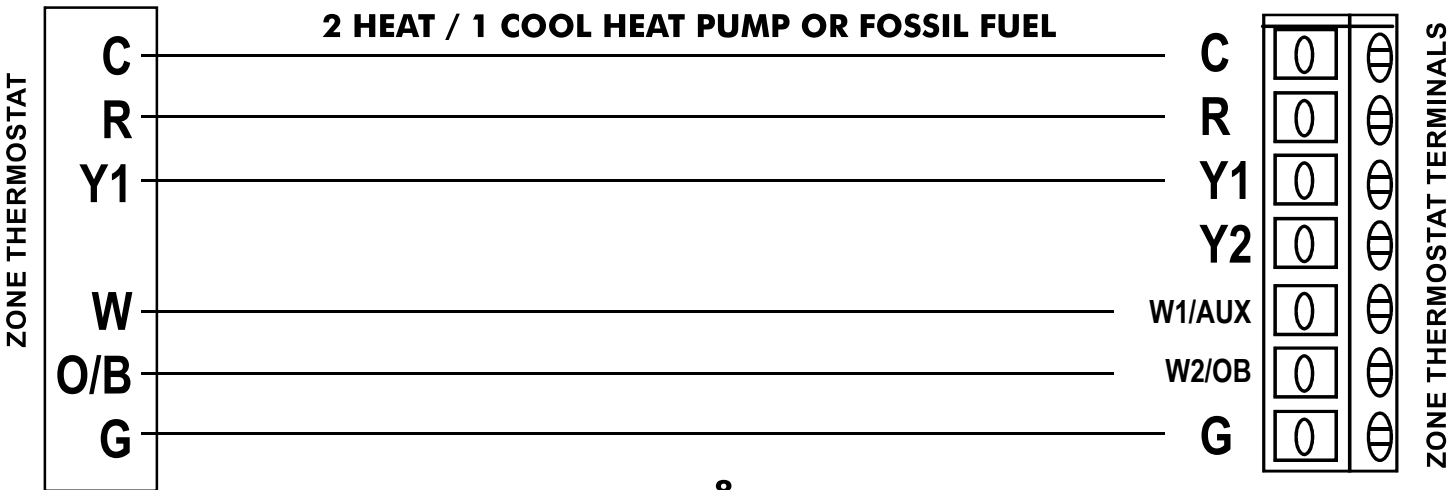 2 HEAT / 1 COOL HEAT PUMP OR FOSSIL FUEL
ZONE THERMOSTAT
C
R
Y1
W
O/B
G
C
R
Y1
Y2
W1/AUX
W2/OB
G
ZONE THERMOSTAT TERMINALS